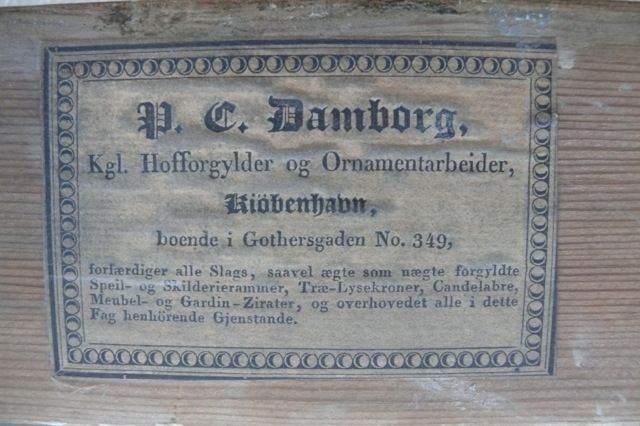 P. C. Damborg,
Kgl. Hofforgylder og Ornamentarbeider,
Kiöbenhavn,
boende i Gothersgaden No. 349,
forfærdiger alle Slags, saavel ægte som uægte forgyldte
Speil- og Skilderierammer, Træ-Lysekroner, Candelabre,
Meubel- og Gardin-Zirater, og overhovedet alle i dette
Fag henhörende Gjenstande.